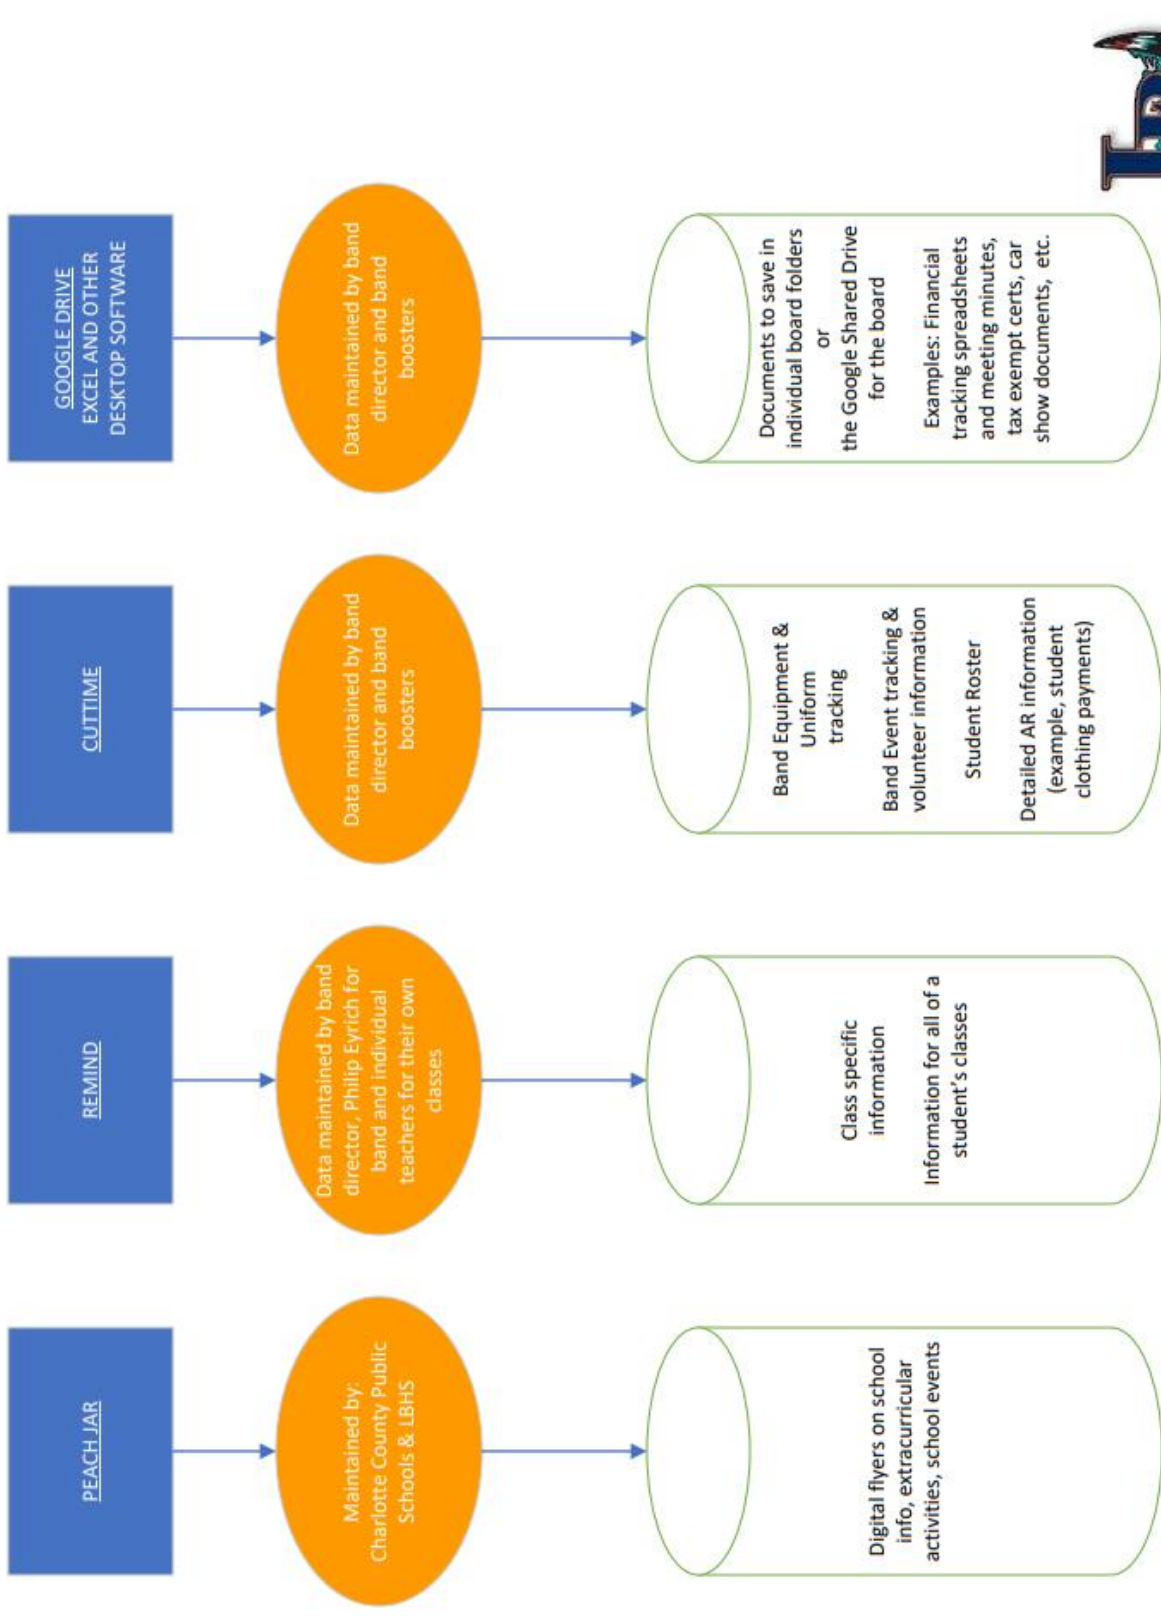 PEACH JAR
Maintained by:
Charlotte County Public
Schools & LBHS
Digital flyers on school
info, extracurricular
activities, school events
REMIND
Data maintained by band
director, Philip Eyrich for
band and individual
teachers for their own
classes
Class specific
information
Information for all of a
student's classes
CUTTIME
Data maintained by band
director and band
boosters
Band Equipment &
Uniform
tracking
Band Event tracking &
volunteer information
Student Roster
Detailed AR information
(example, student
clothing payments)
GOOGLE DRIVE
EXCEL AND OTHER
DESKTOP SOFTWARE
Data maintained by band
director and band
boosters
Documents to save in
individual board folders
or
the Google Shared Drive
for the board
Examples: Financial
tracking spreadsheets
and meeting minutes,
tax exempt certs, car
show documents, etc.